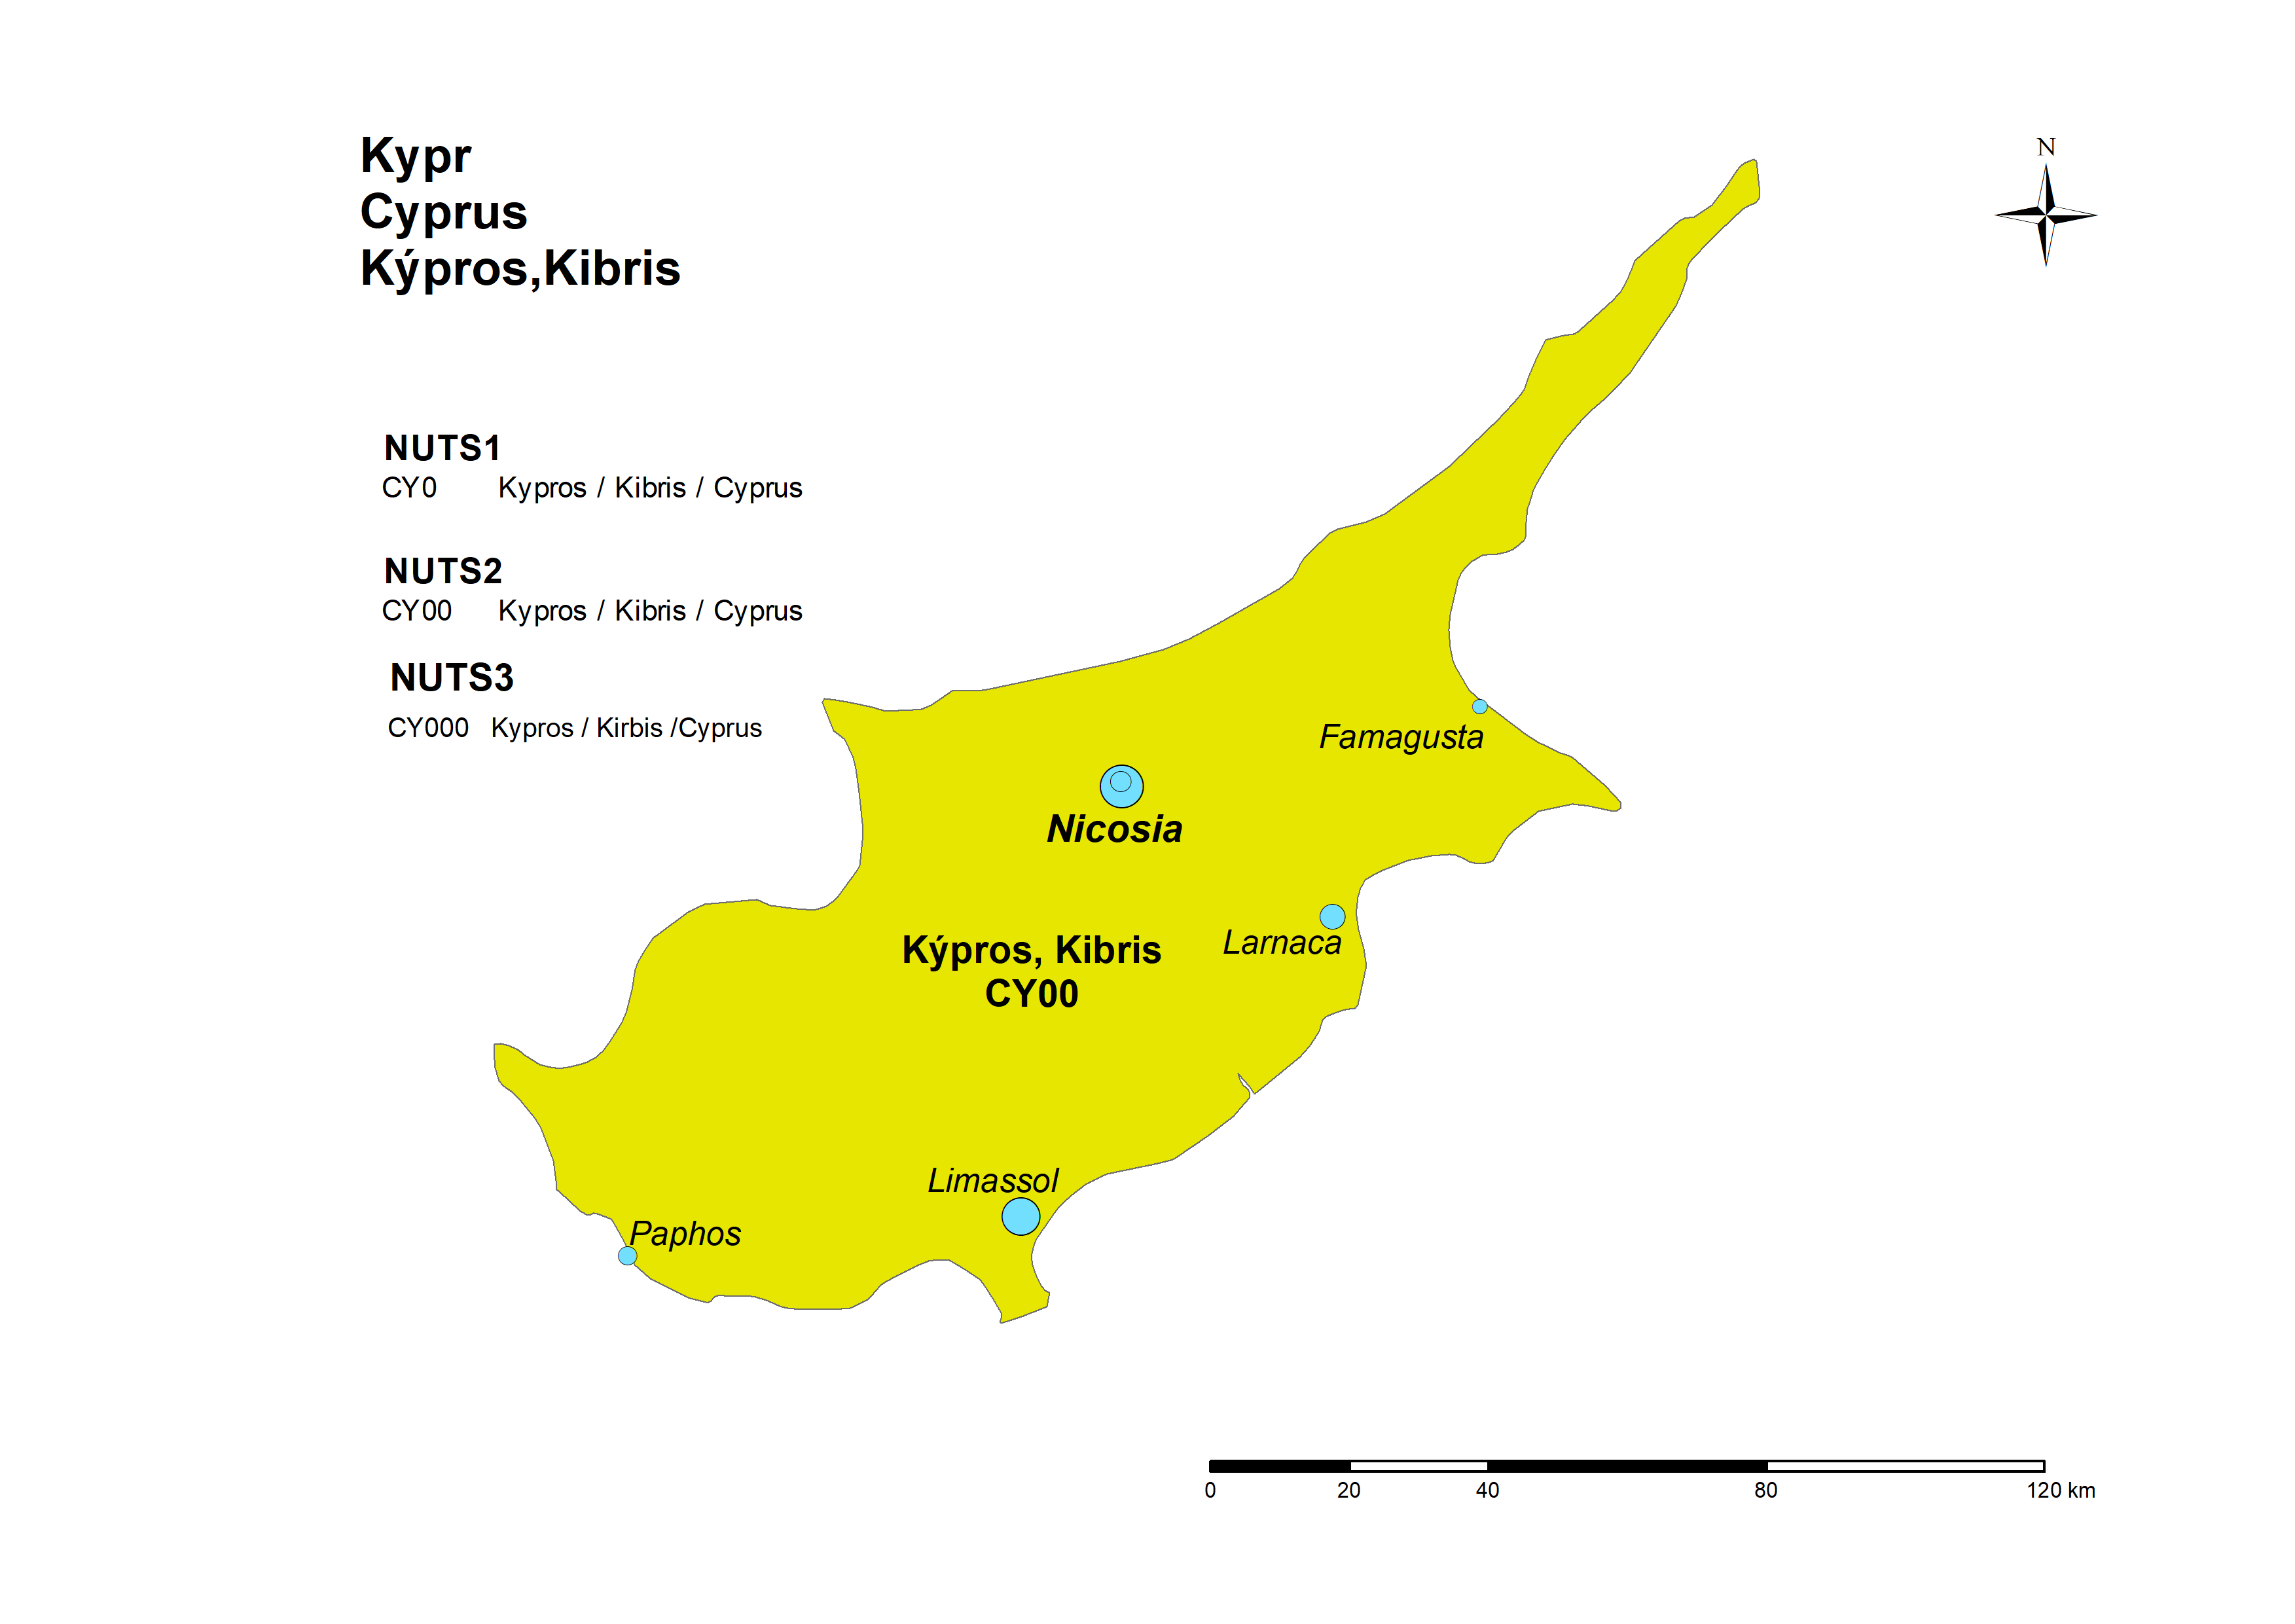 Kypr
Cyprus
Kýpros,Kibris
N
NUTS1
CY0 Kypros / Kibris / Cyprus
NUTS2
CY00 Kypros / Kibris / Cyprus
NUTS3
CY000 Kypros / Kirbis /Cyprus
Famagusta
Nicosia
Larnaca
Kýpros, Kibris
CY00
Limassol
Paphos
0 20 40 80 120 km